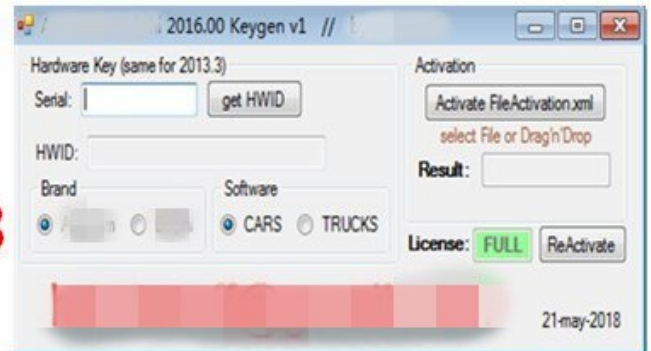 2016.00 Keygen v1 //
Hardware Key (same for 2013.3)
Serial:
get HWID
HWID:
Brand
Software
CARS
TRUCKS
Activation
Activate FileActivation.xml
select File or Drag'n'Drop
Result:
License:
FULL
ReActivate
21-may-2018